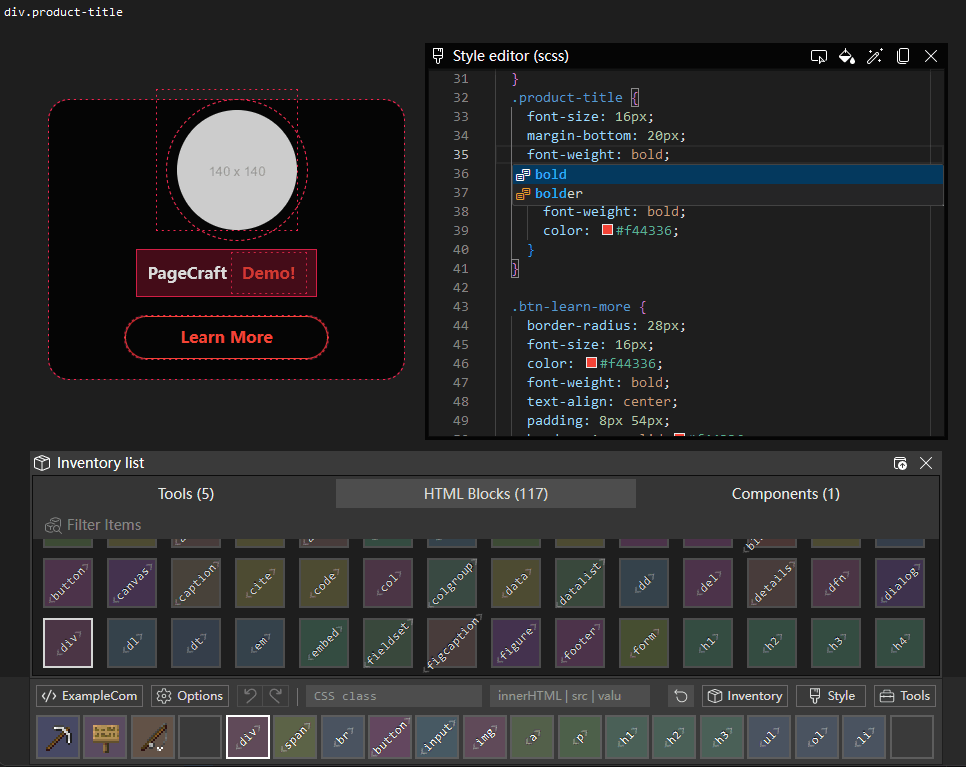 div.product-title
Style editor (scss)
31 }
32 .product-title {
33 font-size: 16px;
34 margin-bottom: 20px;
35 font-weight: bold;
36 bold
37 bolder
38 font-weight: bold;
39 color: #f44336;
40 }
41 }
42
43 .btn-learn-more {
44 border-radius: 28px;
45 font-size: 16px;
46 color: #f44336;
47 font-weight: bold;
48 text-align: center;
49 padding: 8px 54px;
140 x 140
PageCraft Demo!
Learn More
Inventory list
Tools (5) HTML Blocks (117) Components (1)
Filter Items
<button> <canvas> <caption> <cite> <code> <col> <colgroup> <data> <datalist> <dd> <del> <details> <dfn> <dialog>
<div> <dl> <dt> <em> <embed> <fieldset> <figcaption> <figure> <footer> <form> <h1> <h2> <h3> <h4>
</> ExampleCom Options CSS class innerHTML | src | valu Inventory Style Tools
<div> <span> <br> <button> <input> <img> <a> <p> <h1> <h2> <h3> <ul> <ol> <li>